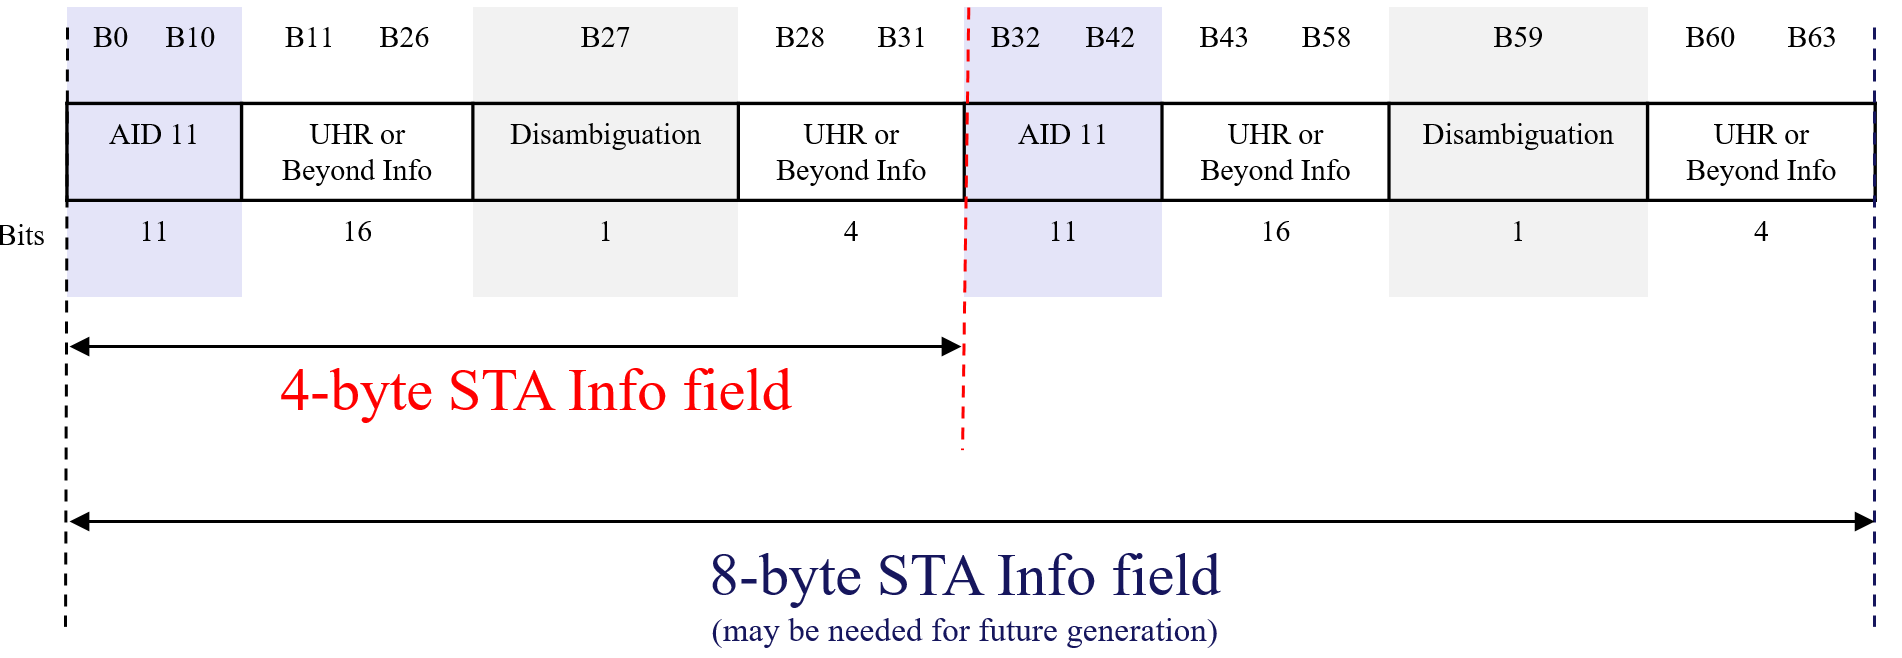 B0 B10 B11 B26 B27 B28 B31 B32 B42 B43 B58 B59 B60 B63
AID 11 UHR or Beyond Info Disambiguation UHR or Beyond Info AID 11 UHR or Beyond Info Disambiguation UHR or Beyond Info
Bits 11 16 1 4 11 16 1 4
4-byte STA Info field
8-byte STA Info field
(may be needed for future generation)